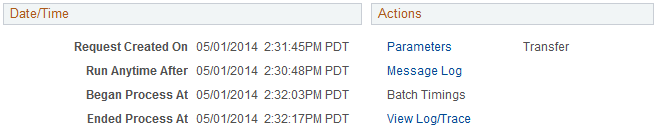 Date/Time Actions
Request Created On 05/01/2014 2:31:45PM PDT Parameters Transfer
Run Anytime After 05/01/2014 2:30:48PM PDT Message Log
Began Process At 05/01/2014 2:32:03PM PDT Batch Timings
Ended Process At 05/01/2014 2:32:17PM PDT View Log/Trace